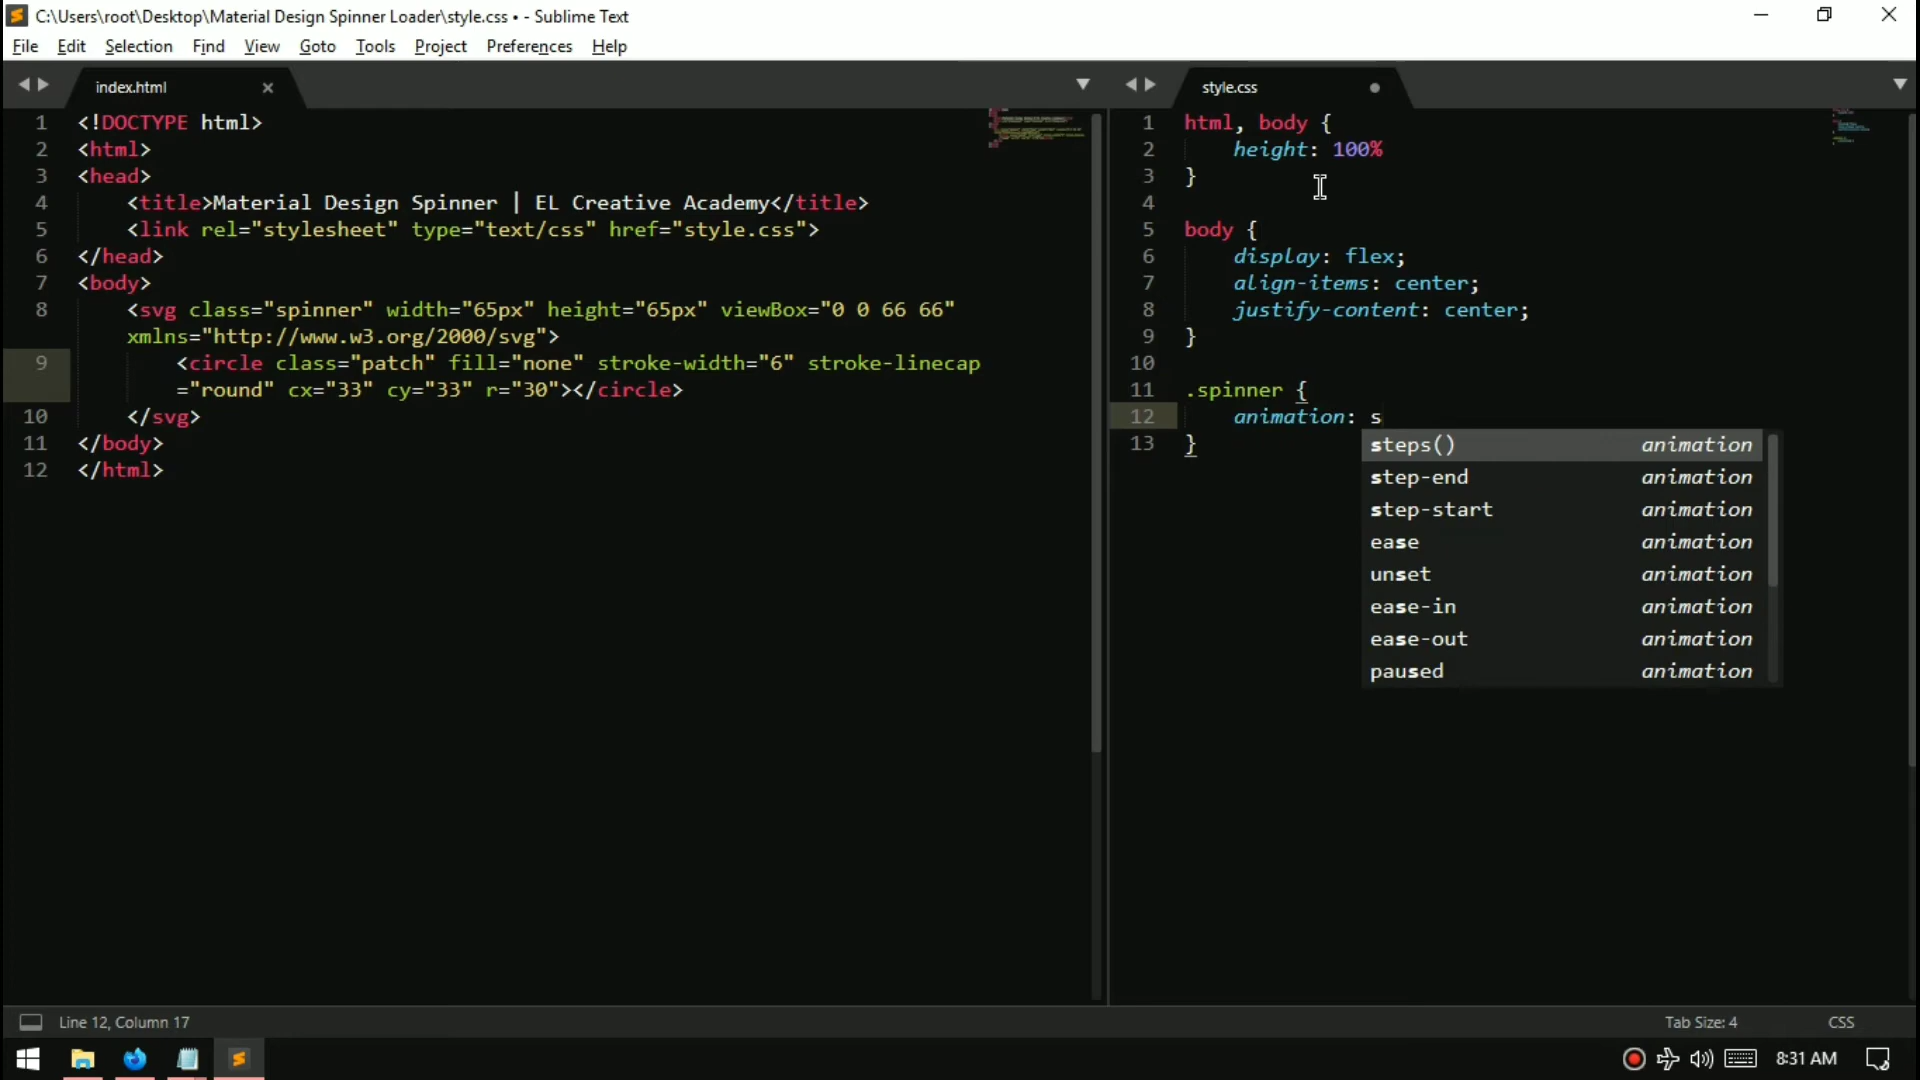 C:\Users\root\Desktop\Material Design Spinner Loader\style.css • - Sublime Text
File Edit Selection Find View Goto Tools Project Preferences Help
index.html
style.css
1 <!DOCTYPE html>
2 <html>
3 <head>
4 <title>Material Design Spinner | EL Creative Academy</title>
5 <link rel="stylesheet" type="text/css" href="style.css">
6 </head>
7 <body>
8 <svg class="spinner" width="65px" height="65px" viewBox="0 0 66 66"
xmlns="http://www.w3.org/2000/svg">
9 <circle class="patch" fill="none" stroke-width="6" stroke-linecap
="round" cx="33" cy="33" r="30"></circle>
10 </svg>
11 </body>
12 </html>
1 html, body {
2 height: 100%
3 }
4
5 body {
6 display: flex;
7 align-items: center;
8 justify-content: center;
9 }
10
11 .spinner {
12 animation: s
13 }
steps() animation
step-end animation
step-start animation
ease animation
unset animation
ease-in animation
ease-out animation
paused animation
Line 12, Column 17
Tab Size: 4
CSS
8:31 AM